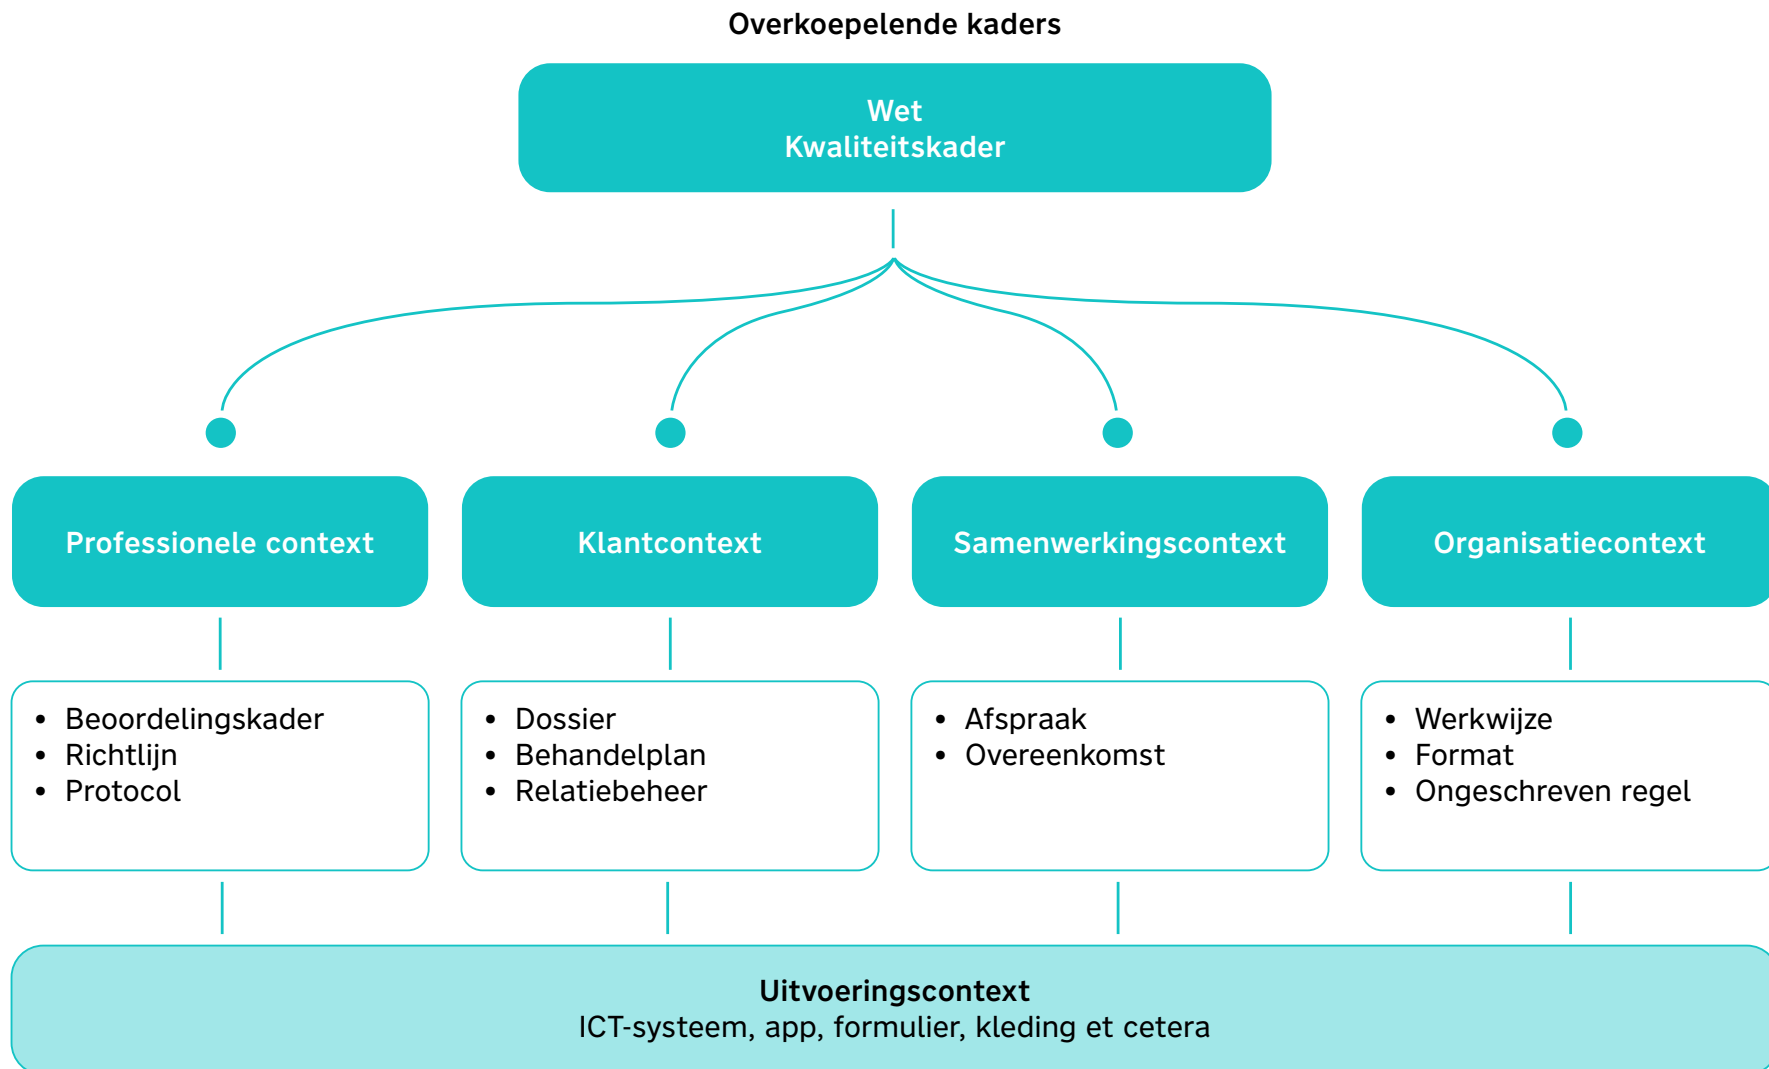 Overkoepelende kaders
Wet
Kwaliteitskader
Professionele context
Klantcontext
Samenwerkingscontext
Organisatiecontext
• Beoordelingskader
• Richtlijn
• Protocol
• Dossier
• Behandelplan
• Relatiebeheer
• Afspraak
• Overeenkomst
• Werkwijze
• Format
• Ongeschreven regel
Uitvoeringscontext
ICT-systeem, app, formulier, kleding et cetera